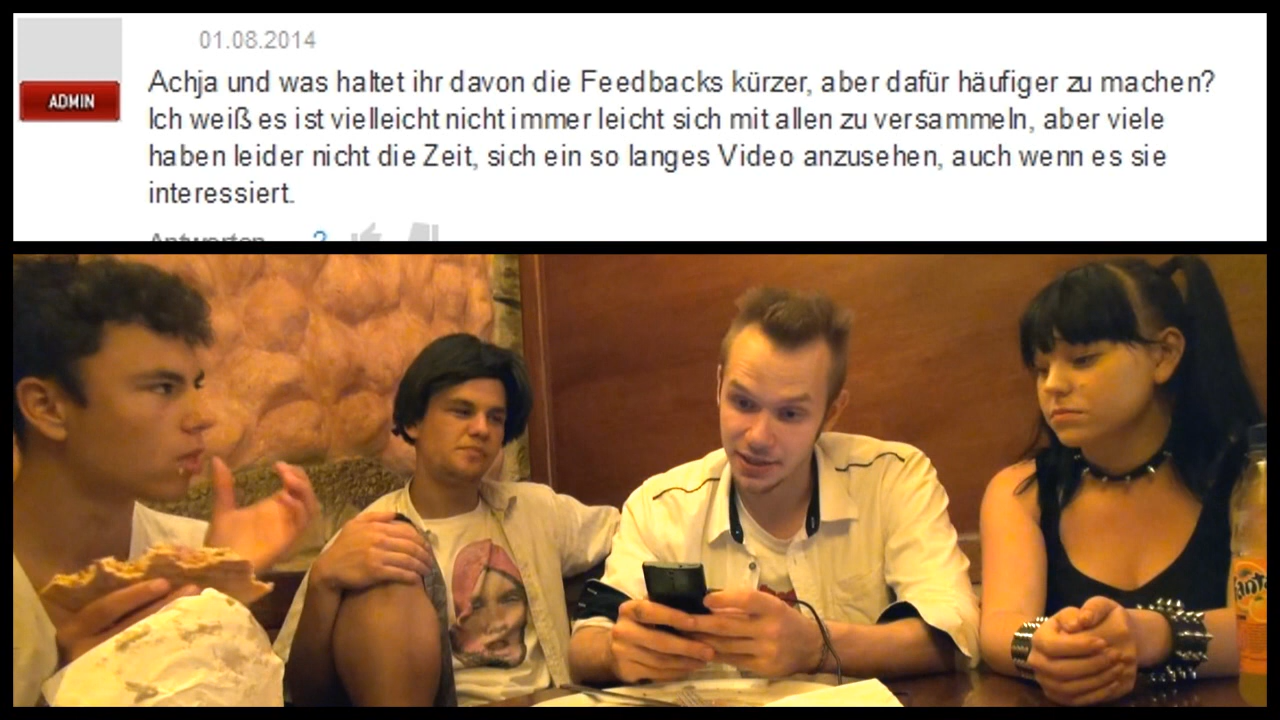 01.08.2014
ADMIN
Achja und was haltet ihr davon die Feedbacks kürzer, aber dafür häufiger zu machen?
Ich weiß es ist vielleicht nicht immer leicht sich mit allen zu versammeln, aber viele
haben leider nicht die Zeit, sich ein so langes Video anzusehen, auch wenn es sie
interessiert.